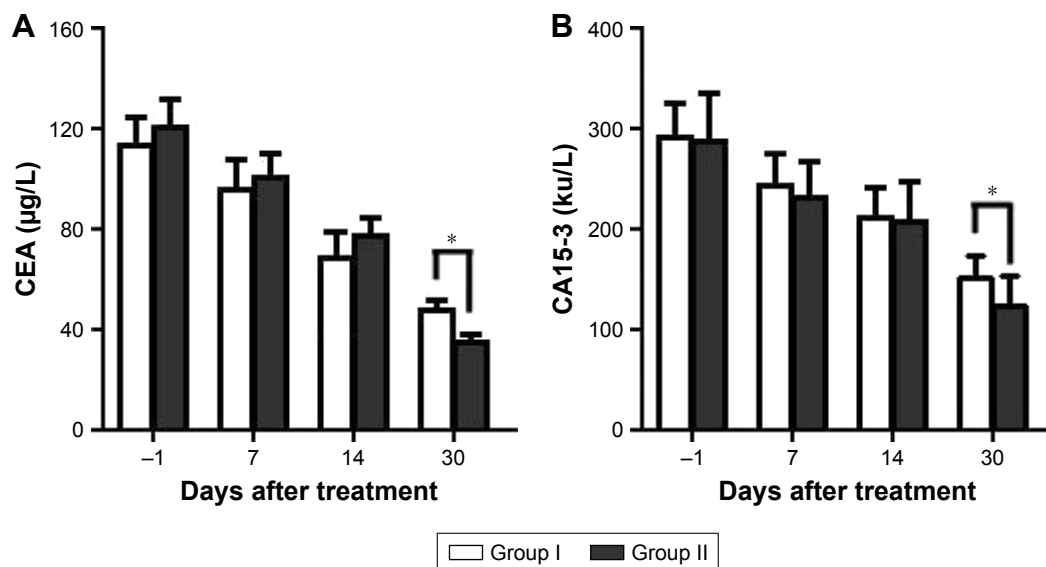 A
CEA (µg/L)
160
120
80
40
0
*
–1 7 14 30
Days after treatment
B
CA15-3 (ku/L)
400
300
200
100
0
*
–1 7 14 30
Days after treatment
Group I Group II